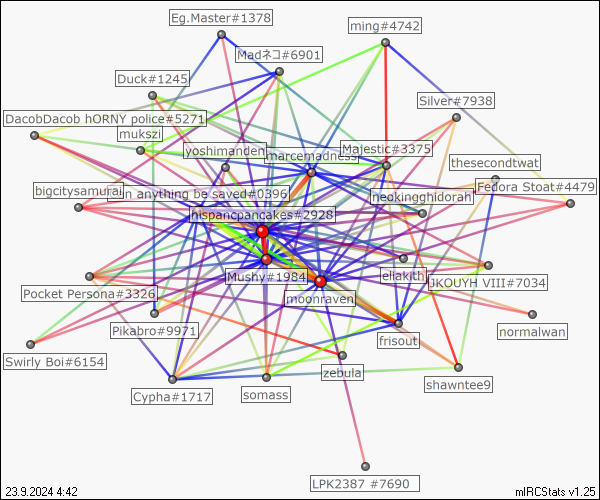 Eg.Master#1378
ming#4742
Madネコ#6901
Duck#1245
Silver#7938
DacobDacob hORNY police#5271
mukszi
yoshimanden
marcemadness
Majestic#3375
thesecondtwat
bigcitysamurai
can anything be saved#0396
neokingghidorah
Fedora Stoat#4479
hispancpancakes#2928
Mushy#1984
eliakith
JKOUYH VIII#7034
Pocket Persona#3326
moonraven
Pikabro#9971
frisout
normalwan
Swirly Boi#6154
zebula
shawntee9
Cypha#1717
somass
LPK2387 #7690
23.9.2024 4:42
mIRCStats v1.25